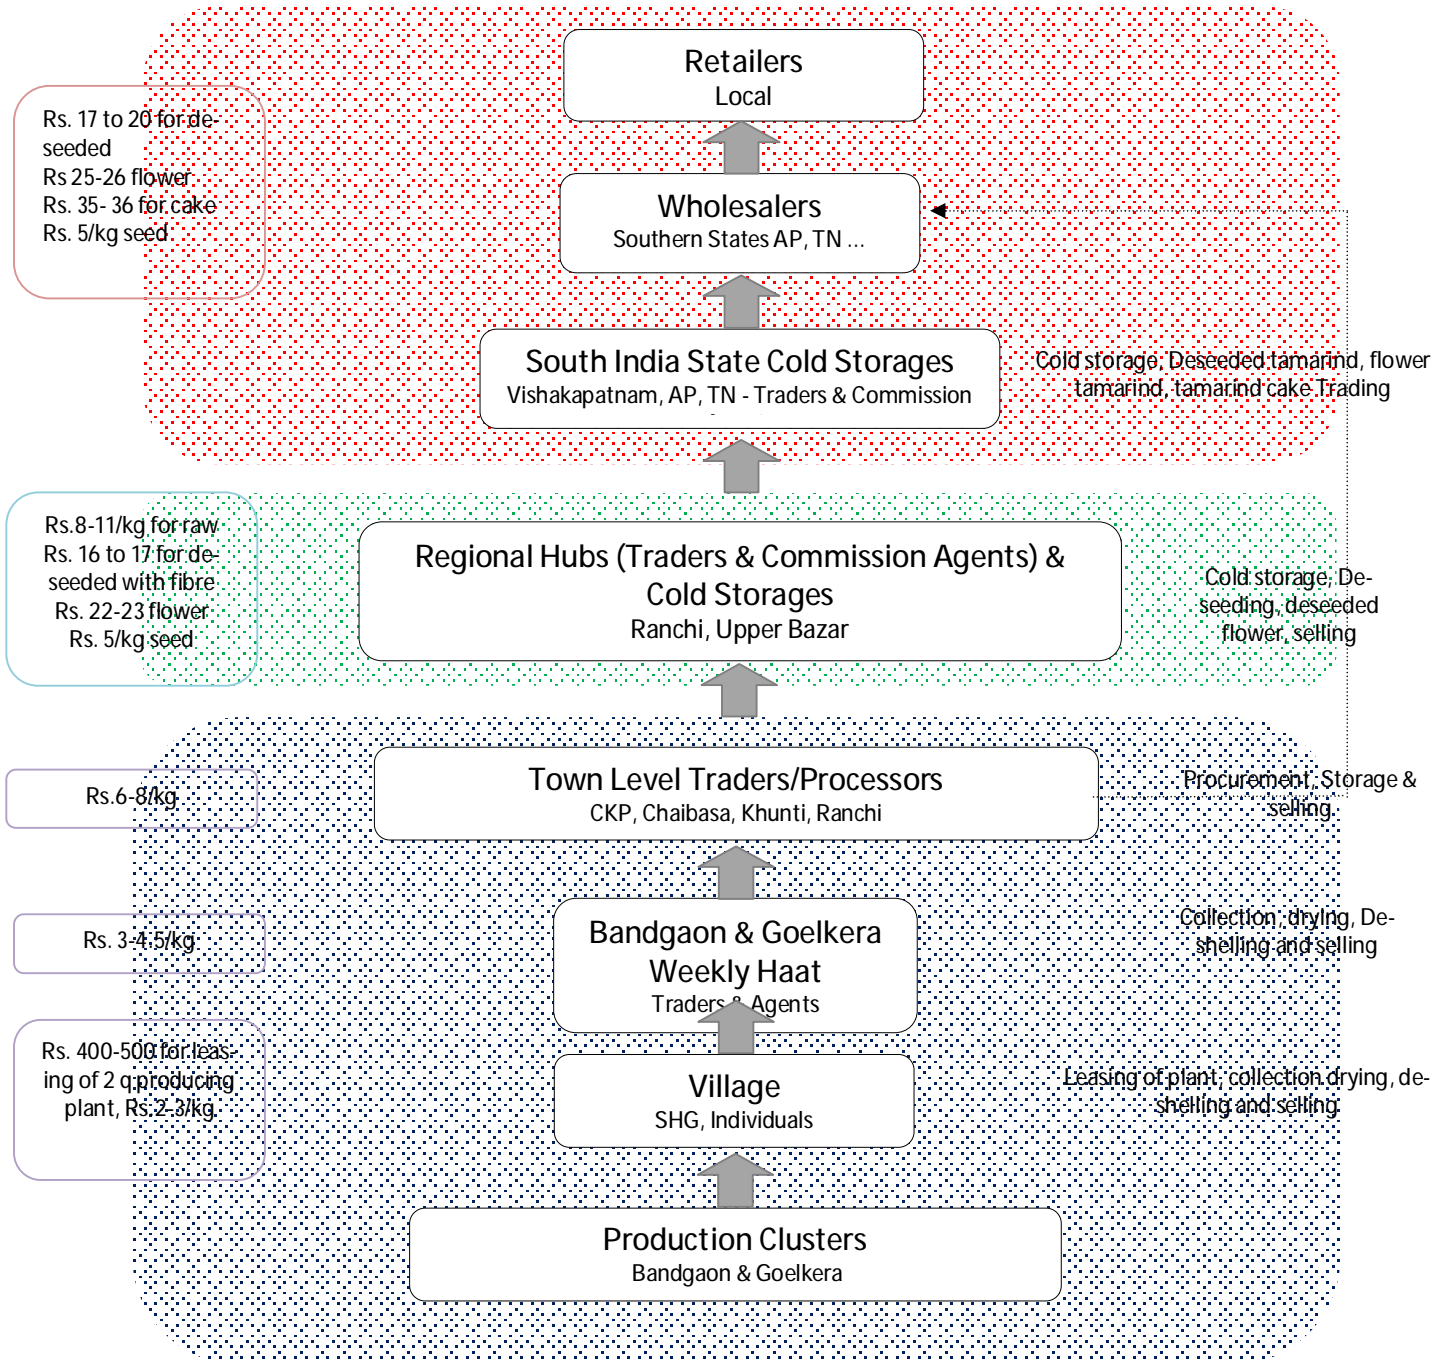 Retailers
Local
Rs. 17 to 20 for de-
seeded
Rs 25-26 flower
Rs. 35- 36 for cake
Rs. 5/kg seed
Wholesalers
Southern States AP, TN ...
South India State Cold Storages
Vishakapatnam, AP, TN - Traders & Commission
Cold storage, Deseeded tamarind, flower
tamarind, tamarind cake Trading
Rs.8-11/kg for raw
Rs. 16 to 17 for de-
seeded with fibre
Rs. 22-23 flower
Rs. 5/kg seed
Regional Hubs (Traders & Commission Agents) &
Cold Storages
Ranchi, Upper Bazar
Cold storage, De-
seeding, deseeded
flower, selling
Rs.6-8/kg
Town Level Traders/Processors
CKP, Chaibasa, Khunti, Ranchi
Procurement, Storage &
selling
Rs. 3-4.5/kg
Bandgaon & Goelkera
Weekly Haat
Traders & Agents
Collection, drying, De-
shelling and selling
Rs. 400-500 for leas-
ing of 2 q producing
plant, Rs.2-3/kg
Village
SHG, Individuals
Leasing of plant, collection drying, de-
shelling and selling
Production Clusters
Bandgaon & Goelkera